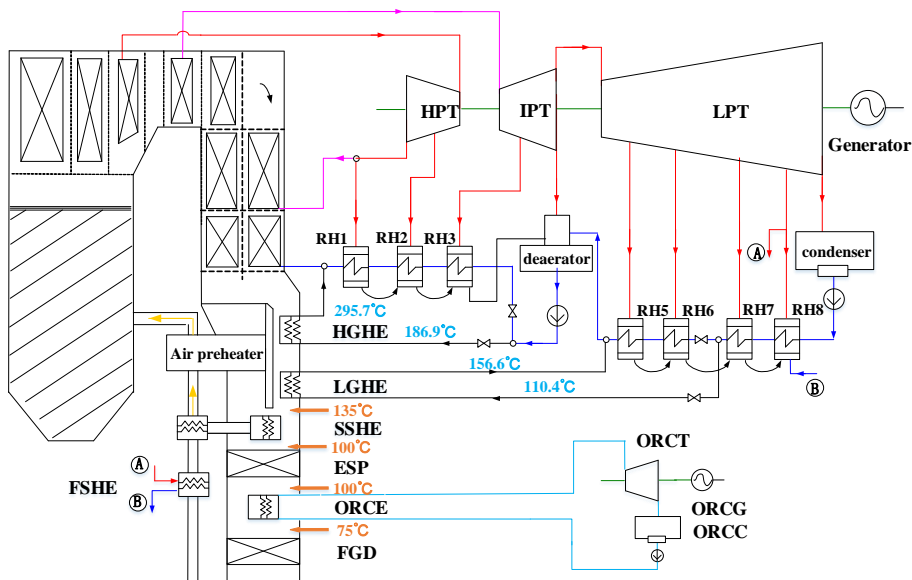 HPT
IPT
LPT
Generator
RH1
RH2
RH3
deaerator
condenser
A
295.7℃
HGHE
186.9℃
RH5
RH6
RH7
RH8
Air preheater
156.6℃
LGHE
110.4℃
B
135℃
SSHE
100℃
ESP
A
B
FSHE
100℃
ORCE
75℃
FGD
ORCT
ORCG
ORCC